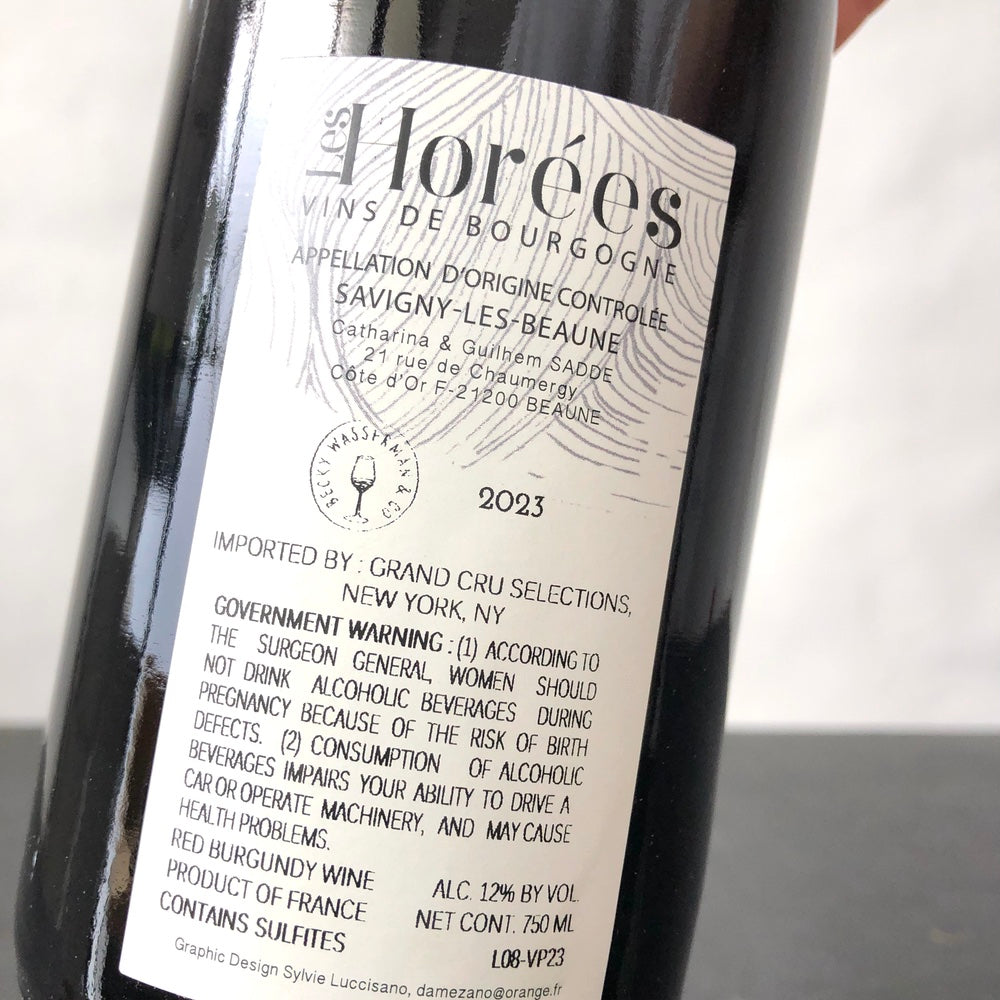 Les Horées
VINS DE BOURGOGNE
APPELLATION D'ORIGINE CONTROLÉE
SAVIGNY-LES-BEAUNE
Catharina & Guilhem SADDE
21 rue de Chaumergy
Côte d'Or F-21200 BEAUNE
BECKY WASSERMAN & CO
2023
IMPORTED BY : GRAND CRU SELECTIONS,
NEW YORK, NY
GOVERNMENT WARNING : (1) ACCORDING TO
THE SURGEON GENERAL, WOMEN SHOULD
NOT DRINK ALCOHOLIC BEVERAGES DURING
PREGNANCY BECAUSE OF THE RISK OF BIRTH
DEFECTS. (2) CONSUMPTION OF ALCOHOLIC
BEVERAGES IMPAIRS YOUR ABILITY TO DRIVE A
CAR OR OPERATE MACHINERY, AND MAY CAUSE
HEALTH PROBLEMS.
RED BURGUNDY WINE
PRODUCT OF FRANCE
CONTAINS SULFITES
ALC. 12% BY VOL.
NET CONT. 750 ML
L08-VP23
Graphic Design Sylvie Luccisano, damezano@orange.fr